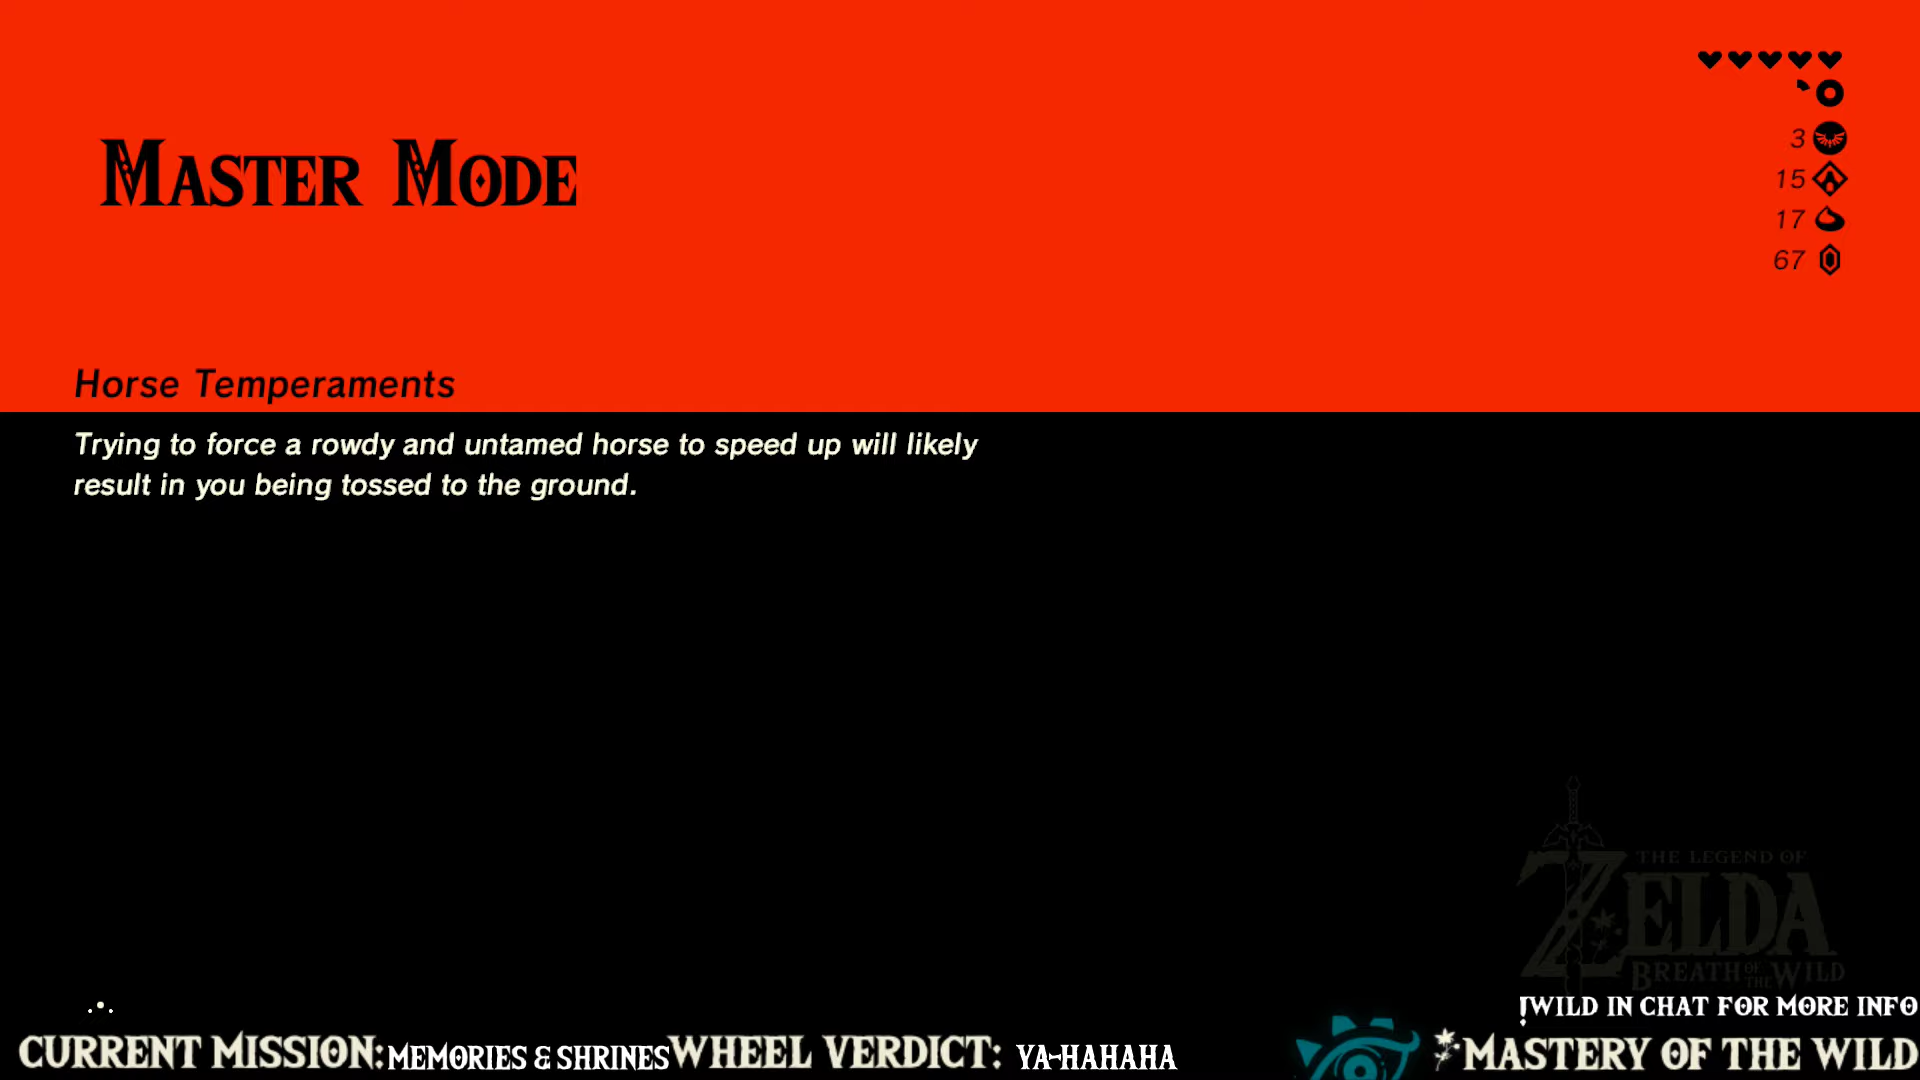 MASTER MODE
3
15
17
67
Horse Temperaments
Trying to force a rowdy and untamed horse to speed up will likely
result in you being tossed to the ground.
THE LEGEND OF
ZELDA
BREATH OF THE WILD
!WILD IN CHAT FOR MORE INFO
CURRENT MISSION: MEMORIES & SHRINES WHEEL VERDICT: YA-HAHAHA
MASTERY OF THE WILD